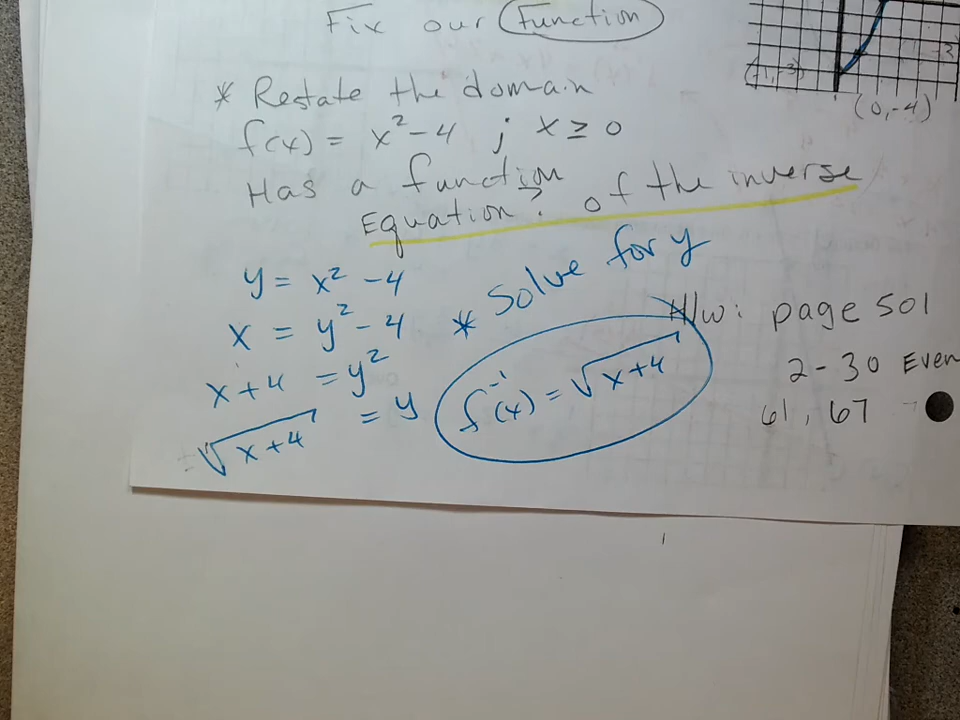 Fix our Function
* Restate the domain
f(x) = x² - 4 ; x ≥ 0
Has a function
Equation? of the inverse
(-1,-3)
(0,-4)
y = x² - 4
x = y² - 4 * Solve for y
x + 4 = y²
√x+4 = y
f⁻¹(x) = √x+4
H/w: page 501
2-30 Even
61, 67